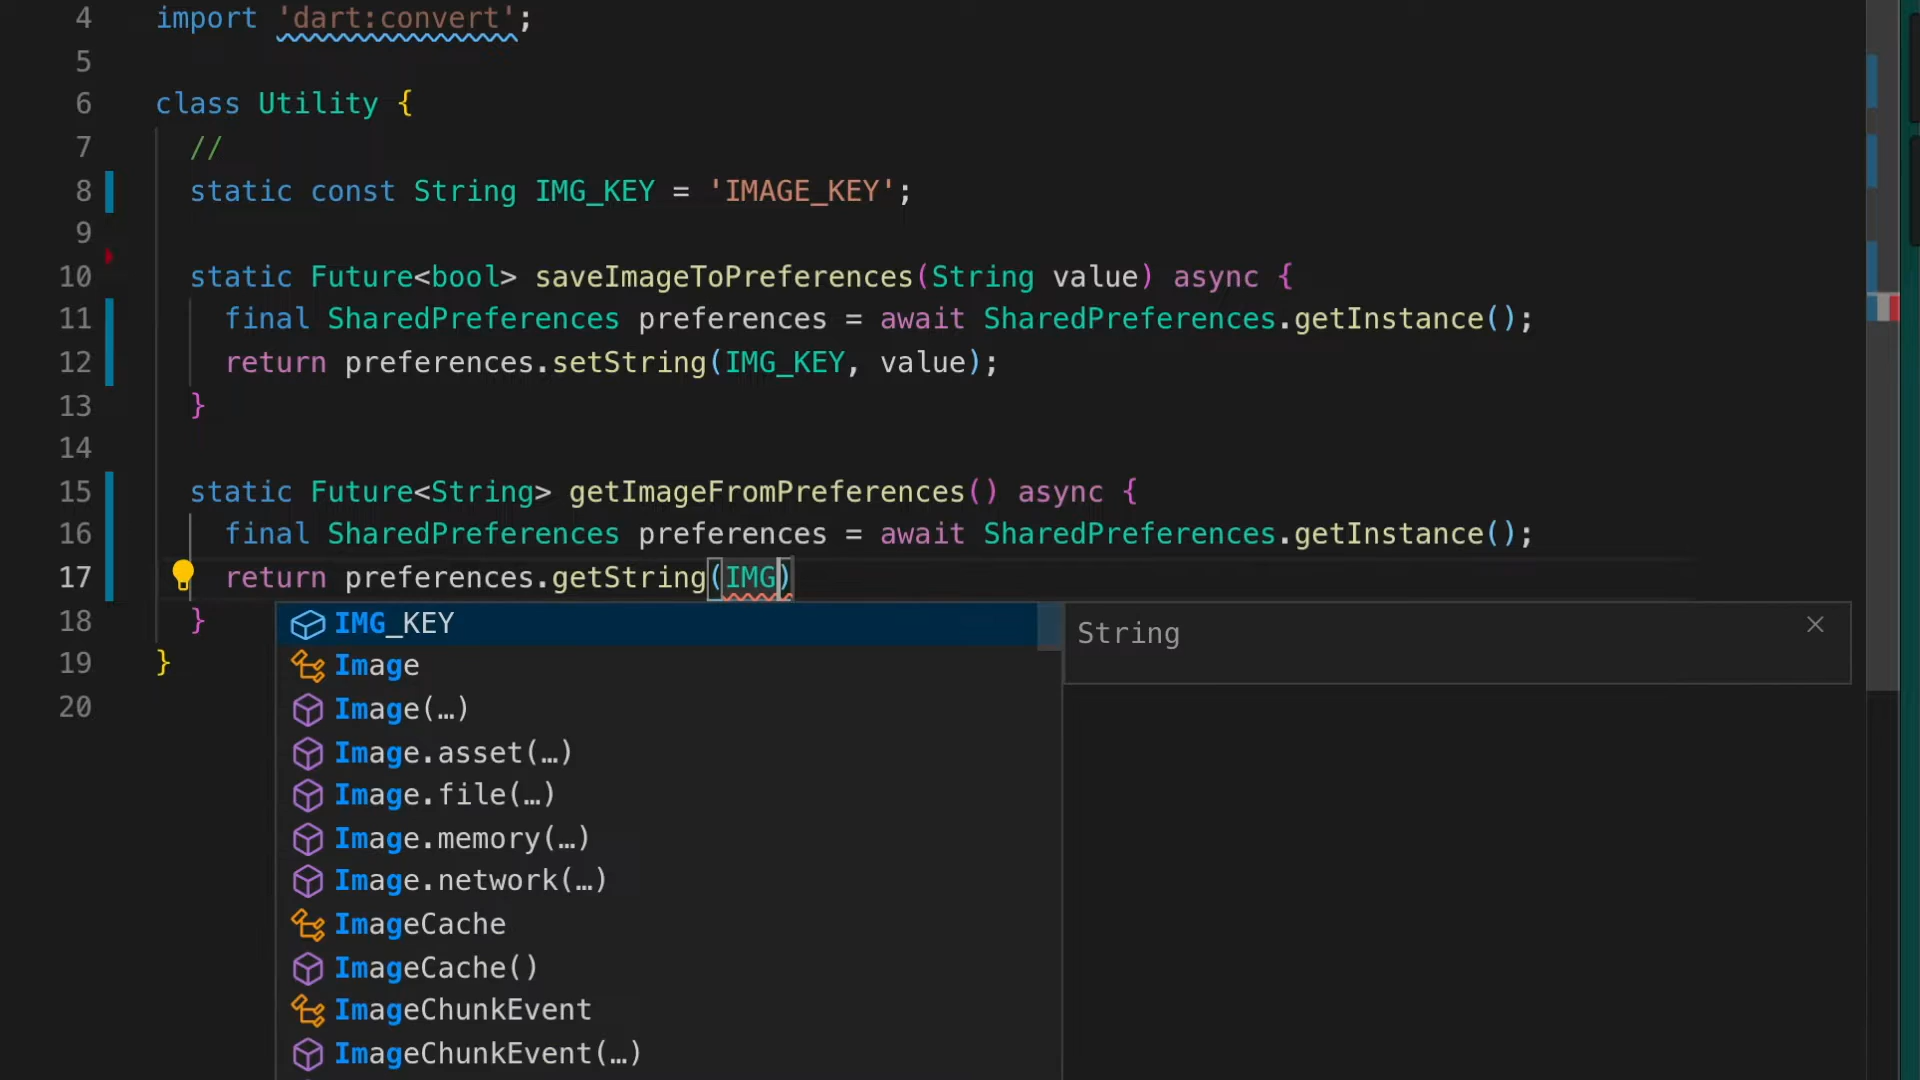 4 import 'dart:convert';
5
6 class Utility {
7 //
8 static const String IMG_KEY = 'IMAGE_KEY';
9
10 static Future<bool> saveImageToPreferences(String value) async {
11 final SharedPreferences preferences = await SharedPreferences.getInstance();
12 return preferences.setString(IMG_KEY, value);
13 }
14
15 static Future<String> getImageFromPreferences() async {
16 final SharedPreferences preferences = await SharedPreferences.getInstance();
17 return preferences.getString(IMG)
18 }
19 }
20
IMG_KEY
String
Image
Image(…)
Image.asset(…)
Image.file(…)
Image.memory(…)
Image.network(…)
ImageCache
ImageCache()
ImageChunkEvent
ImageChunkEvent(…)